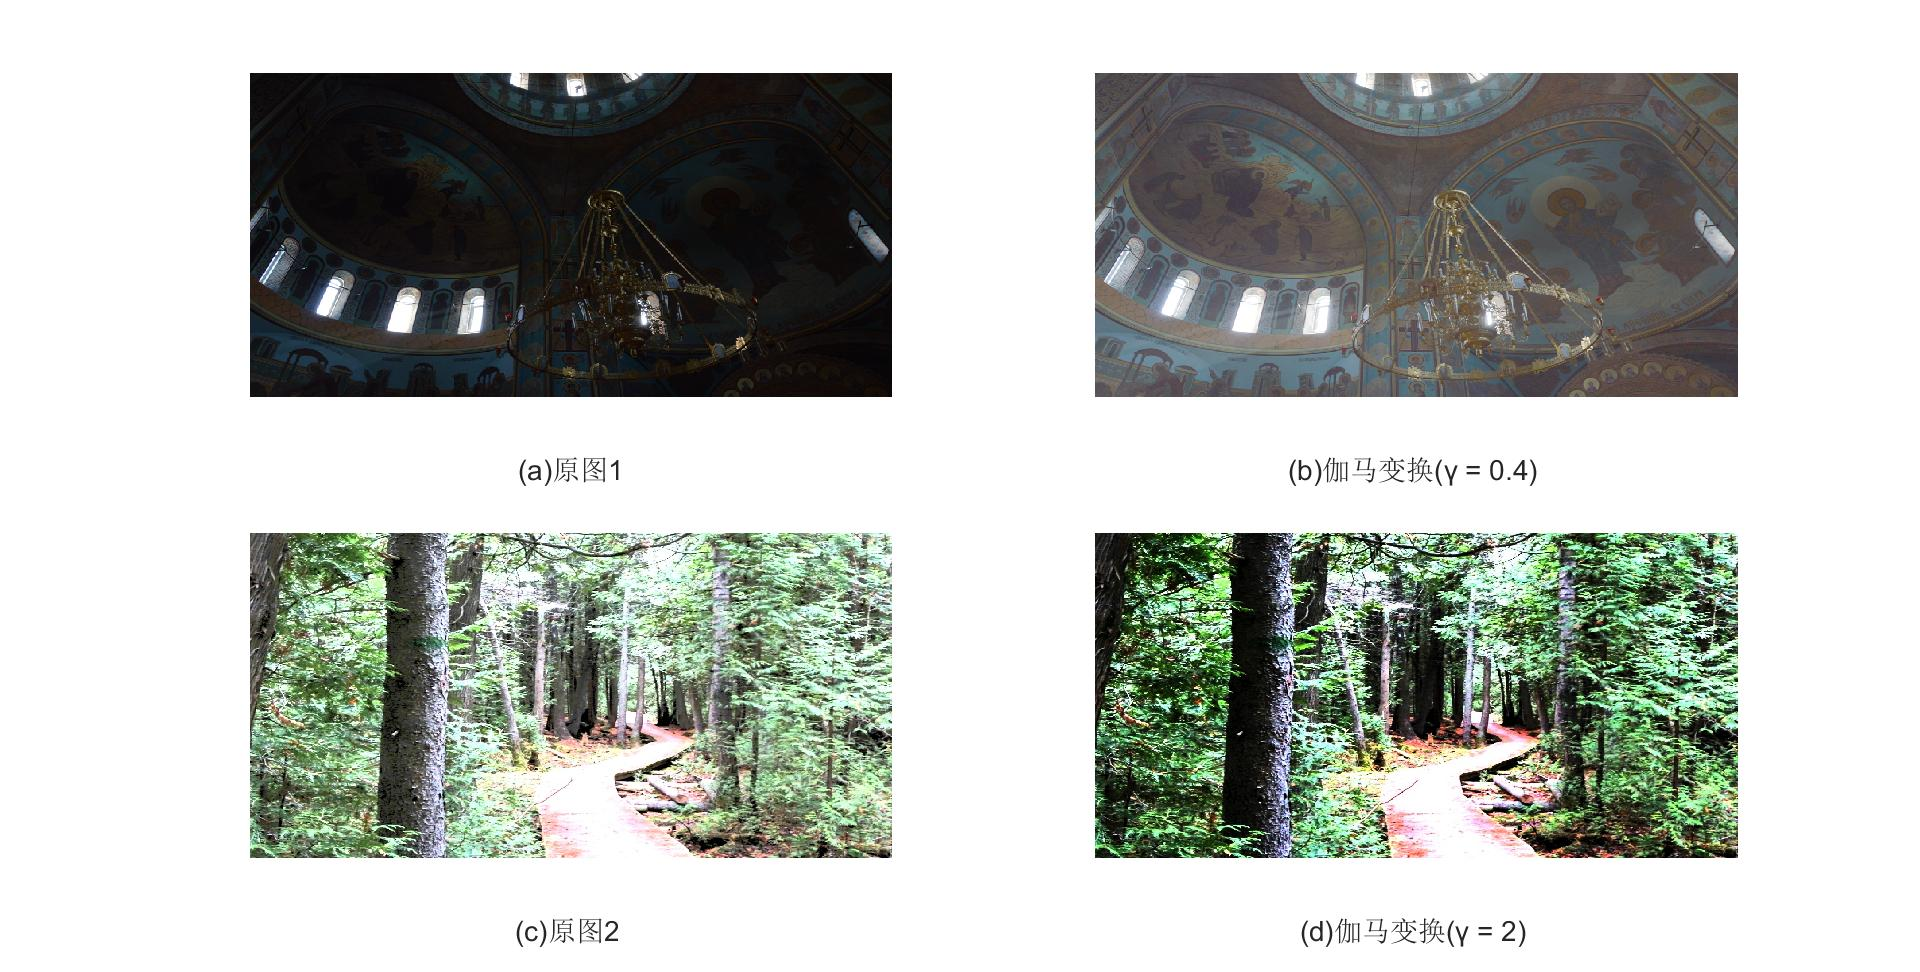 (a)原图1
(b)伽马变换(γ = 0.4)
(c)原图2
(d)伽马变换(γ = 2)